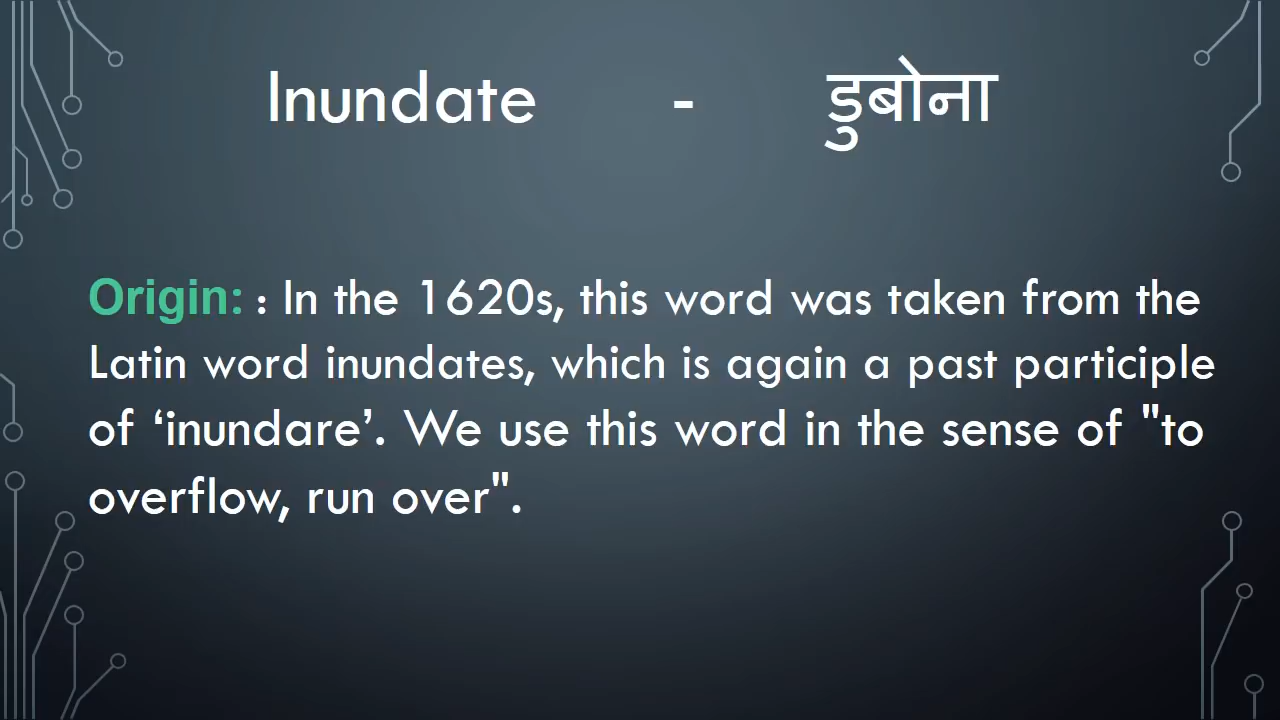 Inundate - डुबोना
Origin: : In the 1620s, this word was taken from the
Latin word inundates, which is again a past participle
of ‘inundare’. We use this word in the sense of "to
overflow, run over".